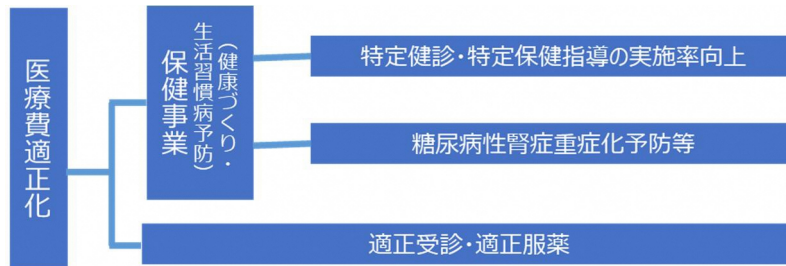 医療費適正化
保健事業
(健康づくり・
生活習慣病予防)
特定健診・特定保健指導の実施率向上
糖尿病性腎症重症化予防等
適正受診・適正服薬